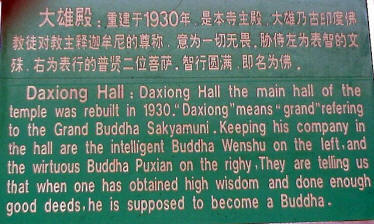 大雄殿：重建于1930年，是本寺主殿，大雄乃古印度佛
教徒对教主释迦牟尼的尊称，意为一切无畏，胁侍左为表智的文
殊，右为表行的普贤二位菩萨，智行圆满，即名为佛。
Daxiong Hall : Daxiong Hall the main hall of the
temple was rebuilt in 1930."Daxiong"means"grand"refering
to the Grand Buddha Sakyamuni. Keeping his company in
the hall are the intelligent Buddha Wenshu on the left,and
the wirtuous Buddha Puxian on the righy,They are telling us
that when one has obtained high wisdom and done enough
good deeds,he is supposed to become a Buddha.